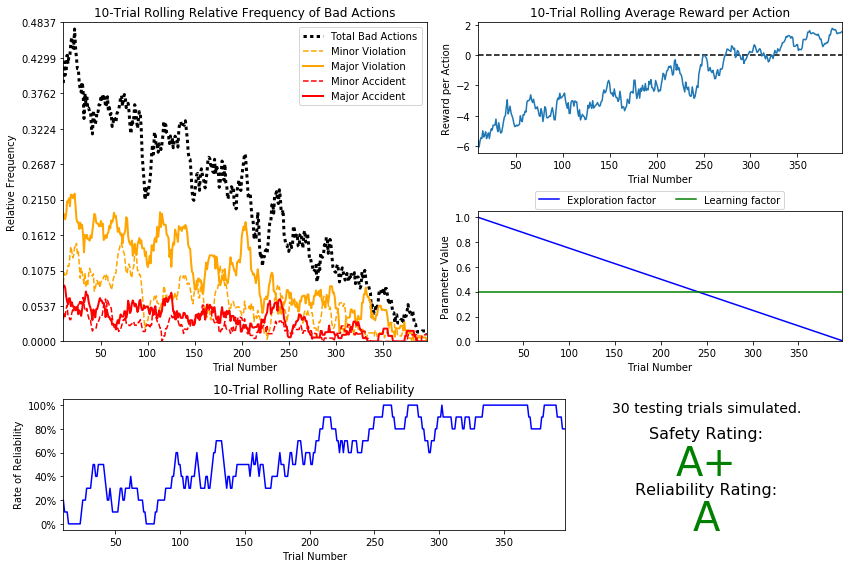 10-Trial Rolling Relative Frequency of Bad Actions
Relative Frequency
0.4837
0.4299
0.3762
0.3224
0.2687
0.2150
0.1612
0.1075
0.0537
0.0000
Total Bad Actions
Minor Violation
Major Violation
Minor Accident
Major Accident
50 100 150 200 250 300 350
Trial Number
10-Trial Rolling Average Reward per Action
Reward per Action
2
0
−2
−4
−6
50 100 150 200 250 300 350
Trial Number
Exploration factor Learning factor
Parameter Value
1.0
0.8
0.6
0.4
0.2
0.0
50 100 150 200 250 300 350
Trial Number
10-Trial Rolling Rate of Reliability
Rate of Reliability
100%
80%
60%
40%
20%
0%
50 100 150 200 250 300 350
Trial Number
30 testing trials simulated.
Safety Rating:
A+
Reliability Rating:
A